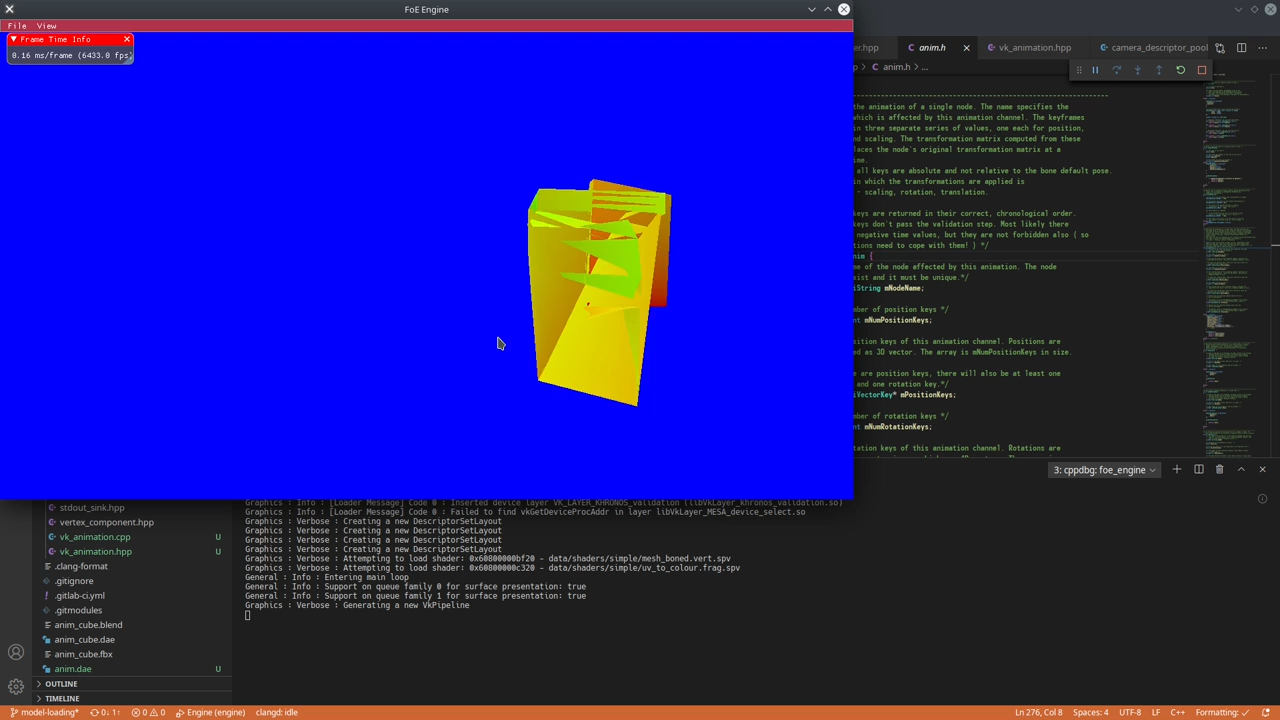 FoE Engine
File View
Frame Time Info
0.16 ms/frame (6433.0 fps)
er.hpp
anim.h
vk_animation.hpp
camera_descriptor_pool
anim.h
...
the animation of a single node. The name specifies the
which is affected by this animation channel. The keyframes
in three separate series of values, one each for position,
nd scaling. The transformation matrix computed from these
laces the node's original transformation matrix at a
ime.
all keys are absolute and not relative to the bone default pose.
in which the transformations are applied is
- scaling, rotation, translation.
keys are returned in their correct, chronological order.
keys don't pass the validation step. Most likely there
negative time values, but they are not forbidden also ( so
tions need to cope with them! ) */
nim {
me of the node affected by this animation. The node
ist and it must be unique.*/
iString mNodeName;
mber of position keys */
nt mNumPositionKeys;
sition keys of this animation channel. Positions are
ed as 3D vector. The array is mNumPositionKeys in size.
e are position keys, there will also be at least one
and one rotation key.*/
iVectorKey* mPositionKeys;
mber of rotation keys */
nt mNumRotationKeys;
tation keys of this animation channel. Rotations are
3: cppdbg: foe_engine
Graphics : Info : [Loader Message] Code 0 : Inserted device layer VK_LAYER_KHRONOS_validation (libVkLayer_khronos_validation.so)
Graphics : Info : [Loader Message] Code 0 : Failed to find vkGetDeviceProcAddr in layer libVkLayer_MESA_device_select.so
Graphics : Verbose : Creating a new DescriptorSetLayout
Graphics : Verbose : Creating a new DescriptorSetLayout
Graphics : Verbose : Creating a new DescriptorSetLayout
Graphics : Verbose : Creating a new DescriptorSetLayout
Graphics : Verbose : Attempting to load shader: 0x60800000bf20 - data/shaders/simple/mesh_boned.vert.spv
Graphics : Verbose : Attempting to load shader: 0x60800000c320 - data/shaders/simple/uv_to_colour.frag.spv
General : Info : Entering main loop
General : Info : Support on queue family 0 for surface presentation: true
General : Info : Support on queue family 1 for surface presentation: true
Graphics : Verbose : Generating a new VkPipeline
stdout_sink.hpp
vertex_component.hpp
vk_animation.cpp U
vk_animation.hpp U
.clang-format
.gitignore
.gitlab-ci.yml
.gitmodules
anim_cube.blend
anim_cube.dae
anim_cube.fbx
anim.dae U
OUTLINE
TIMELINE
model-loading* 0↓ 1↑ 0 0 Engine (engine) clangd: idle
Ln 276, Col 8 Spaces: 4 UTF-8 LF C++ Formatting: ✓